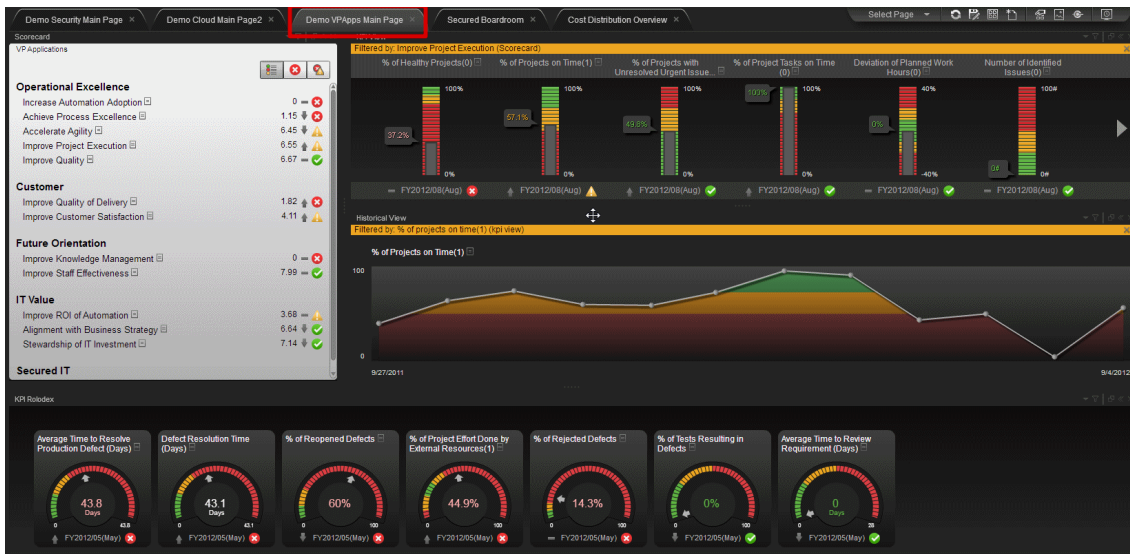 Demo Security Main Page ×
Demo Cloud Main Page2 ×
Demo VPApps Main Page ×
Secured Boardroom ×
Cost Distribution Overview ×
Select Page
Scorecard
VP Applications
Operational Excellence
Increase Automation Adoption 0
Achieve Process Excellence 1.15
Accelerate Agility 6.45
Improve Project Execution 6.55
Improve Quality 6.67
Customer
Improve Quality of Delivery 1.82
Improve Customer Satisfaction 4.11
Future Orientation
Improve Knowledge Management 0
Improve Staff Effectiveness 7.99
IT Value
Improve ROI of Automation 3.68
Alignment with Business Strategy 6.64
Stewardship of IT Investment 7.14
Secured IT
Filtered by: Improve Project Execution (Scorecard)
% of Healthy Projects(0)
100%
37.2%
0%
FY2012/08(Aug)
% of Projects on Time(1)
100%
57.1%
0%
FY2012/08(Aug)
% of Projects with
Unresolved Urgent Issue...
100%
49.8%
0%
FY2012/08(Aug)
% of Project Tasks on Time
(0)
100%
100%
0%
FY2012/08(Aug)
Deviation of Planned Work
Hours(0)
40%
0%
-40%
FY2012/08(Aug)
Number of Identified
Issues(0)
100#
0#
0#
FY2012/08(Aug)
Historical View
Filtered by: % of projects on time(1) (kpi view)
% of Projects on Time(1)
100
0
9/27/2011
9/4/2012
KPI Rolodex
Average Time to Resolve
Production Defect (Days)
43.8
Days
0 43.8
FY2012/05(May)
Defect Resolution Time
(Days)
43.1
Days
0 43.1
FY2012/05(May)
% of Reopened Defects
60%
0 100
FY2012/05(May)
% of Project Effort Done by
External Resources(1)
44.9%
0 100
FY2012/05(May)
% of Rejected Defects
14.3%
0 100
FY2012/05(May)
% of Tests Resulting in
Defects
0%
0 100
FY2012/05(May)
Average Time to Review
Requirement (Days)
0
Days
0 28
FY2012/05(May)